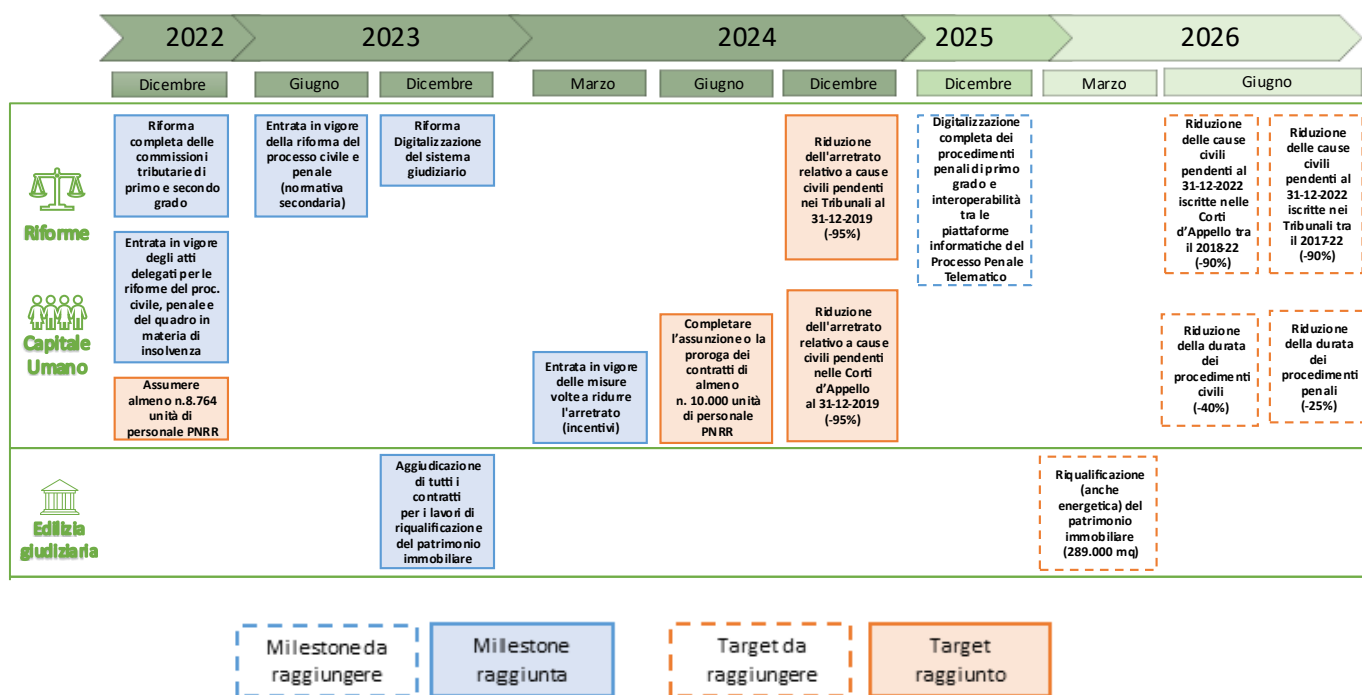 2022
2023
2024
2025
2026
Dicembre
Giugno
Dicembre
Marzo
Giugno
Dicembre
Dicembre
Marzo
Giugno
Riforme
Capitale
Umano
Riforma
completa delle
commissioni
tributarie di
primo e secondo
grado
Entrata in vigore
degli atti
delegati per le
riforme del proc.
civile, penale e
del quadro in
materia di
insolvenza
Assumere
almeno n.8.764
unità di
personale PNRR
Entrata in vigore
della riforma del
processo civile e
penale
(normativa
secondaria)
Riforma
Digitalizzazione
del sistema
giudiziario
Entrata in vigore
delle misure
volte a ridurre
l'arretrato
(incentivi)
Completare
l'assunzione o la
proroga dei
contratti di
almeno
n. 10.000 unità
di personale
PNRR
Riduzione
dell'arretrato
relativo a cause
civili pendenti
nei Tribunali al
31-12-2019
(-95%)
Riduzione
dell'arretrato
relativo a cause
civili pendenti
nelle Corti
d'Appello
al 31-12-2019
(-95%)
Digitalizzazione
completa dei
procedimenti
penali di primo
grado e
interoperabilità
tra le
piattaforme
informatiche del
Processo Penale
Telematico
Riduzione
delle cause
civili
pendenti al
31-12-2022
iscritte nelle
Corti
d'Appello tra
il 2018-22
(-90%)
Riduzione
delle cause
civili
pendenti al
31-12-2022
iscritte nei
Tribunali tra
il 2017-22
(-90%)
Riduzione
della durata
dei
procedimenti
civili
(-40%)
Riduzione
della durata
dei
procedimenti
penali
(-25%)
Edilizia
giudiziaria
Aggiudicazione
di tutti i
contratti
per i lavori di
riqualificazione
del patrimonio
immobiliare
Riqualificazione
(anche
energetica) del
patrimonio
immobiliare
(289.000 mq)
Milestone da
raggiungere
Millestone
raggiunta
Target da
raggiungere
Target
raggiunto